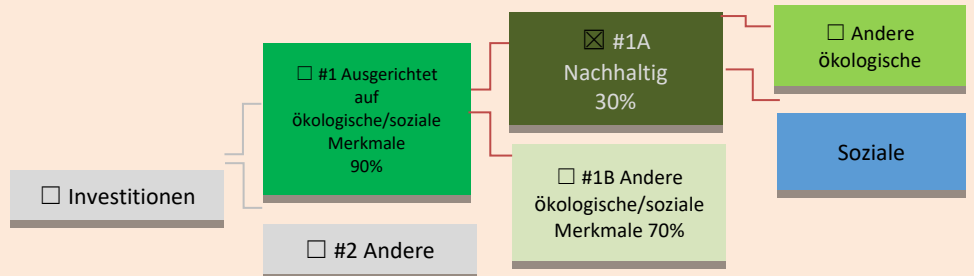 ☐ Investitionen
☐ #1 Ausgerichtet
auf
ökologische/soziale
Merkmale
90%
☐ #2 Andere
☒ #1A
Nachhaltig
30%
☐ #1B Andere
ökologische/soziale
Merkmale 70%
☐ Andere
ökologische
Soziale